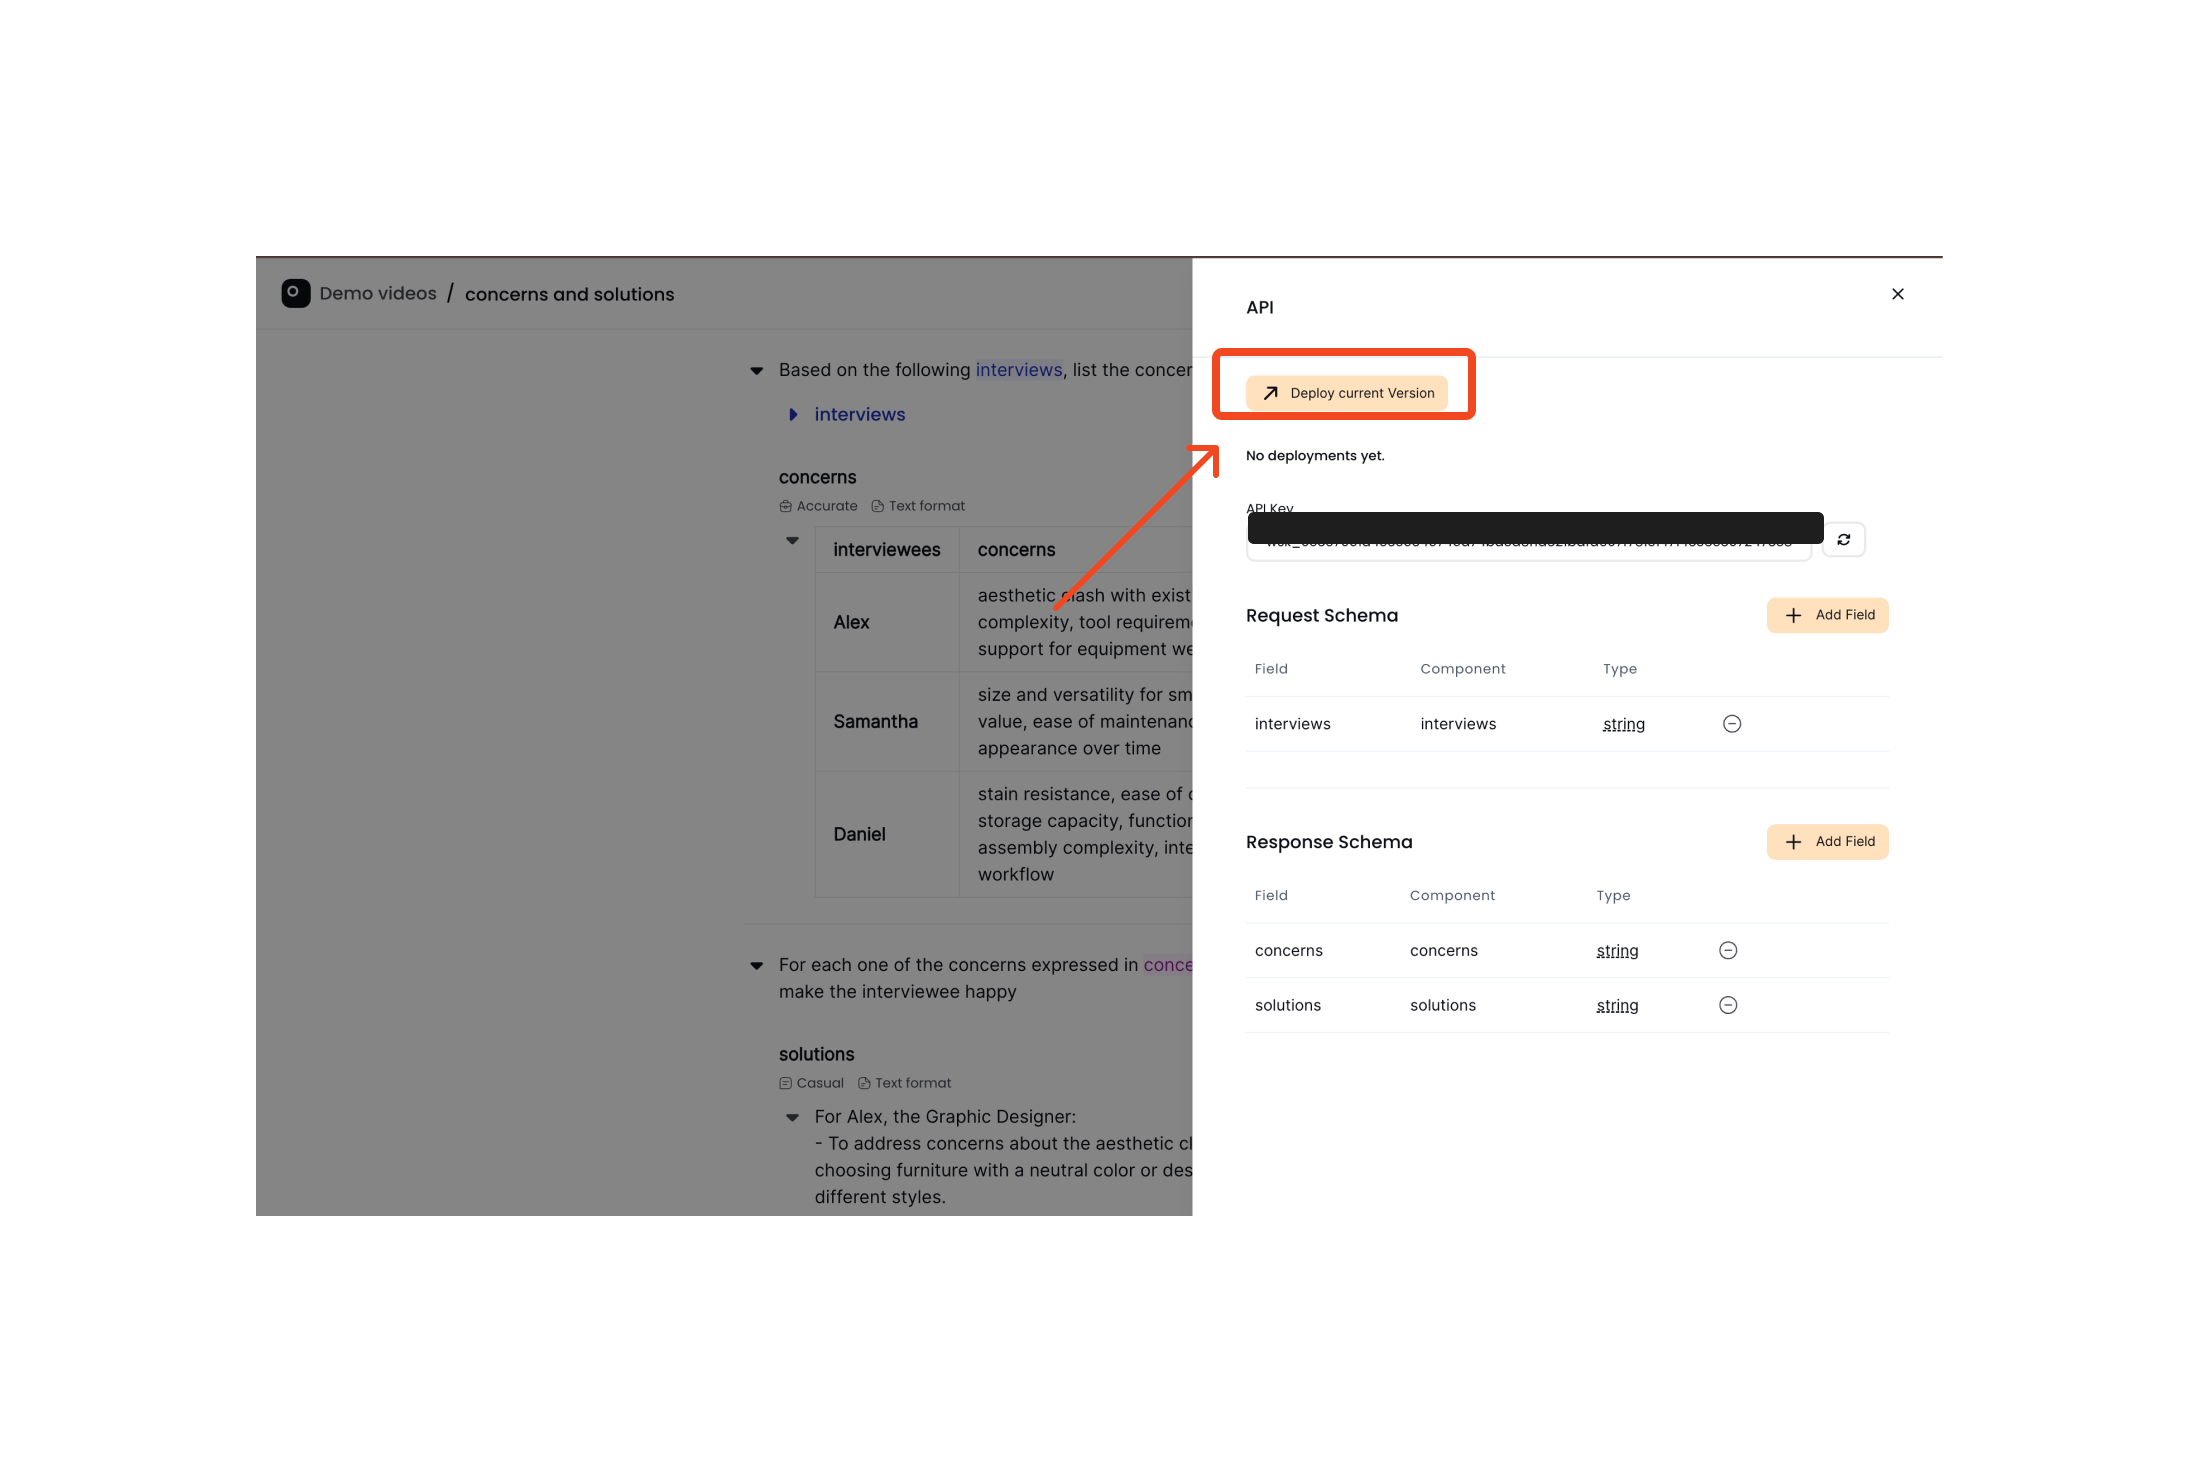 Demo videos / concerns and solutions
Based on the following interviews, list the concer
interviews
concerns
Accurate Text format
interviewees concerns
Alex
aesthetic clash with exist
complexity, tool requireme
support for equipment we
Samantha
size and versatility for sm
value, ease of maintenanc
appearance over time
Daniel
stain resistance, ease of c
storage capacity, function
assembly complexity, inte
workflow
For each one of the concerns expressed in conce
make the interviewee happy
solutions
Casual Text format
For Alex, the Graphic Designer:
- To address concerns about the aesthetic cl
choosing furniture with a neutral color or des
different styles.
API
Deploy current Version
No deployments yet.
API Key
Request Schema
Add Field
Field Component Type
interviews interviews string
Response Schema
Add Field
Field Component Type
concerns concerns string
solutions solutions string